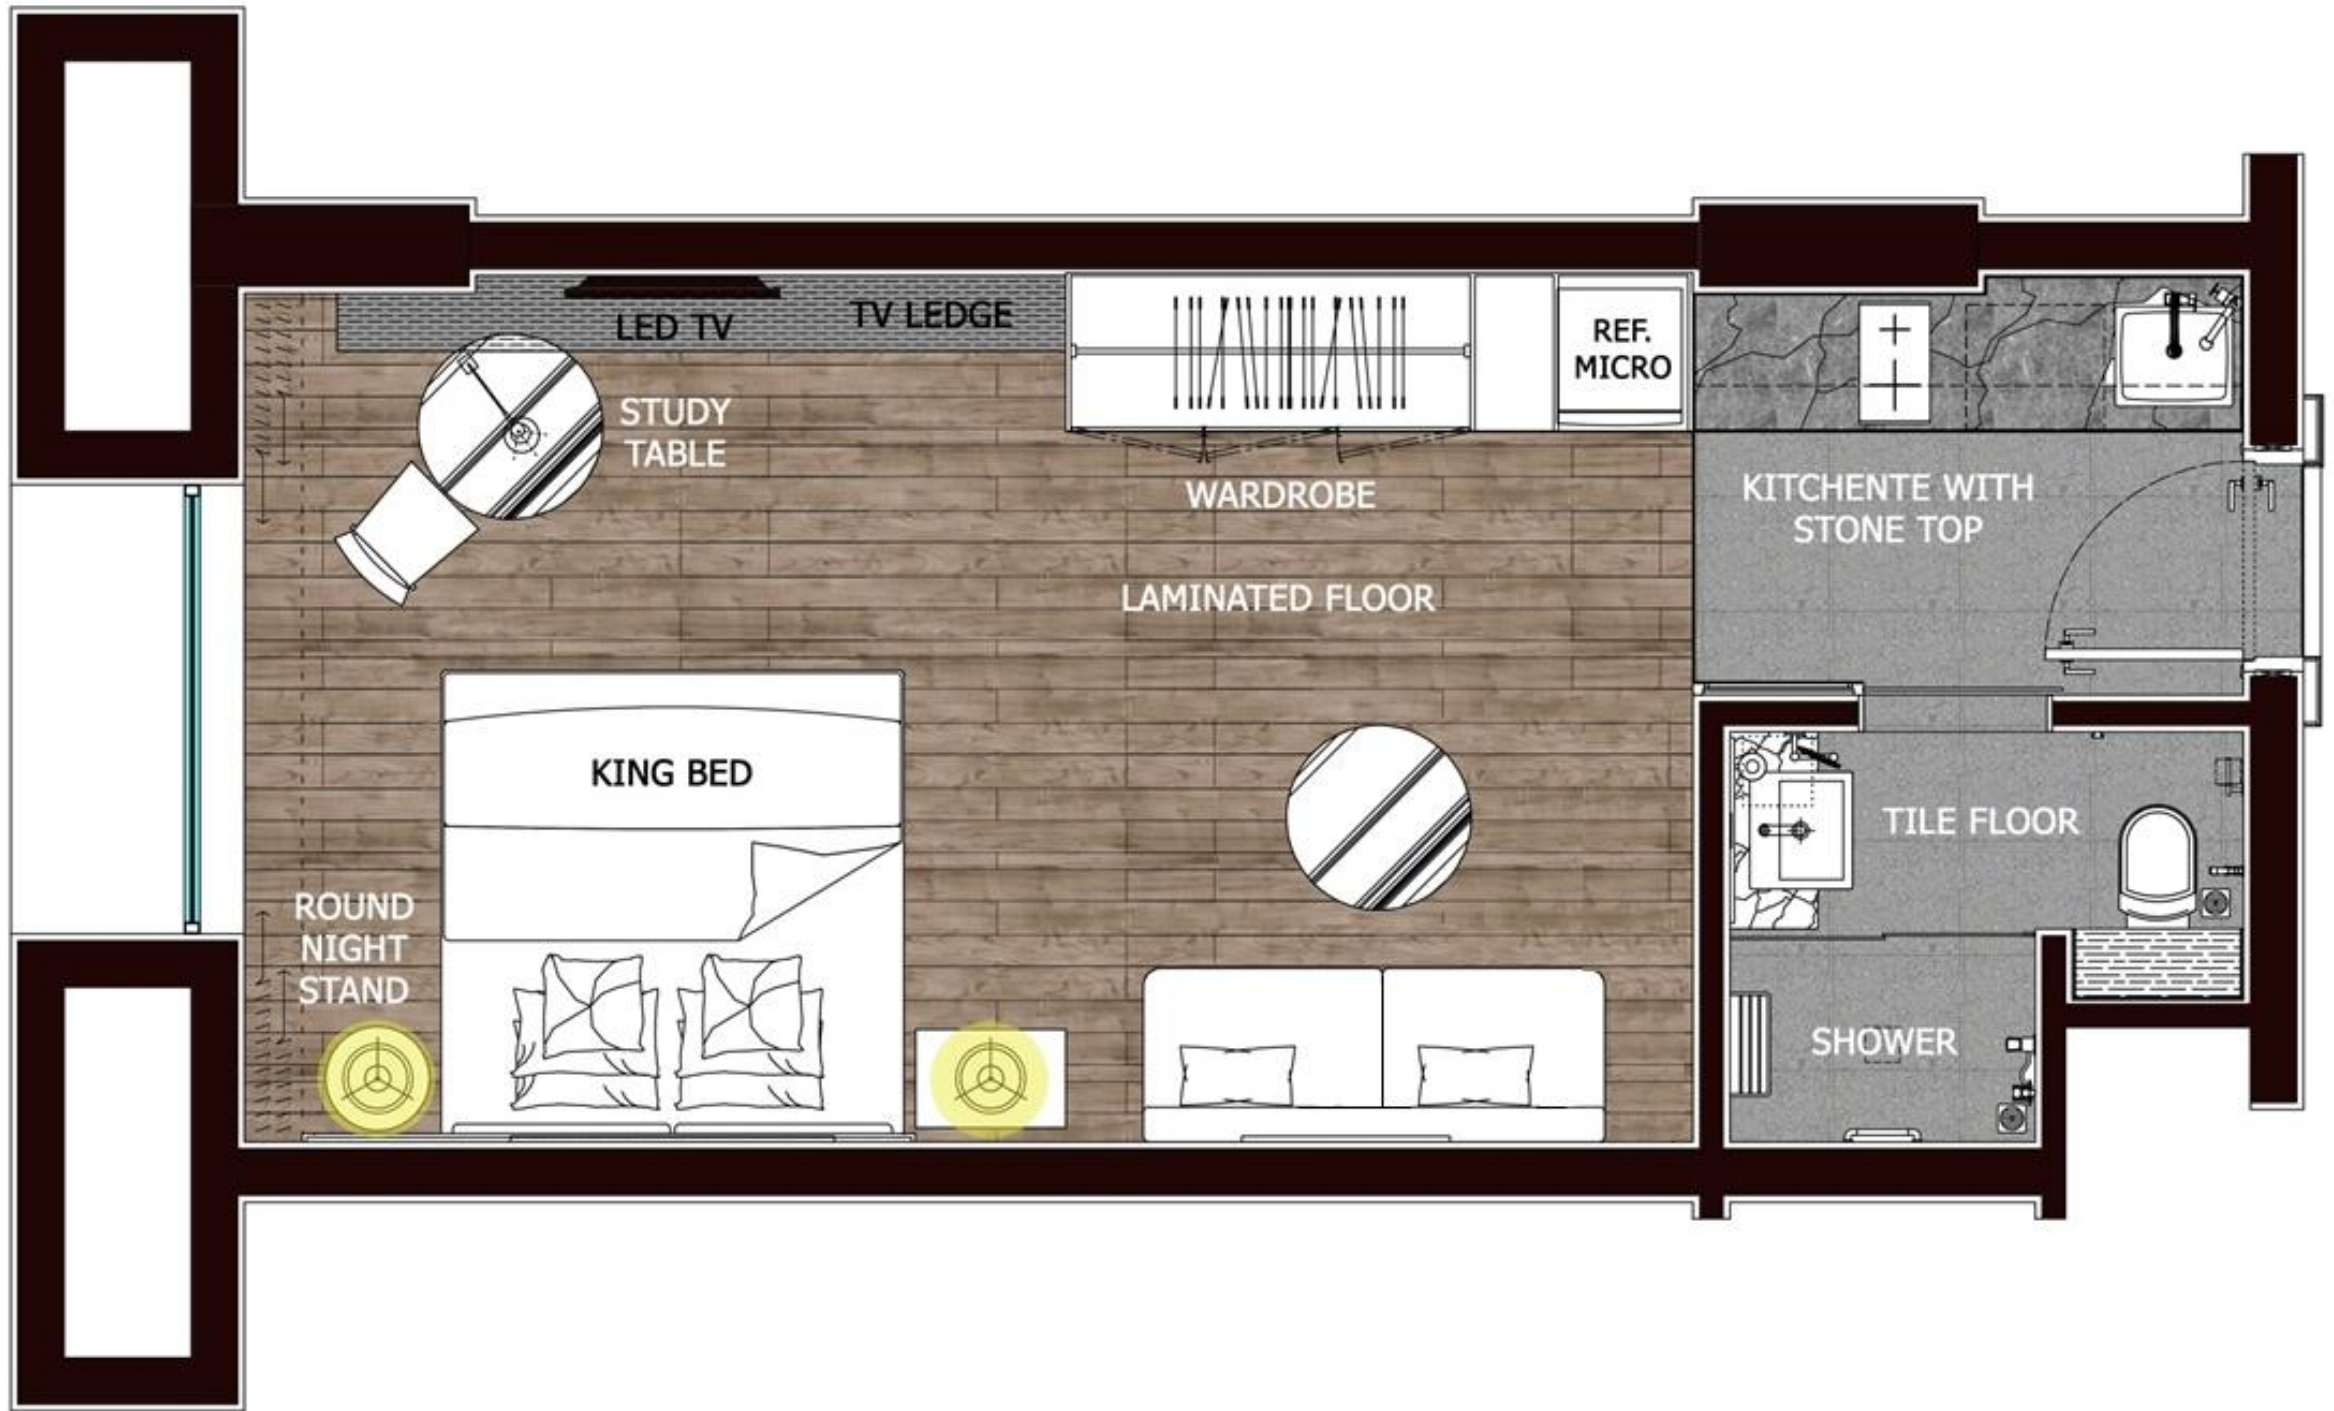 LED TV
TV LEDGE
REF.
MICRO
STUDY
TABLE
WARDROBE
KITCHENTE WITH
STONE TOP
LAMINATED FLOOR
KING BED
TILE FLOOR
ROUND
NIGHT
STAND
SHOWER